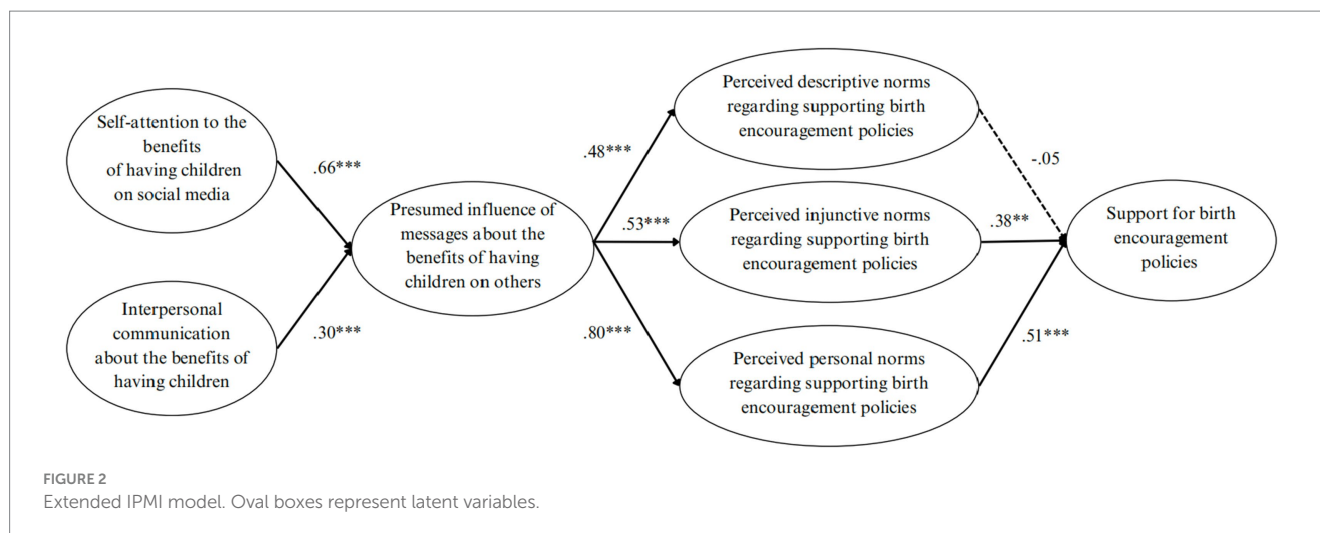 Self-attention to the
benefits
of having children
on social media
.66***
Interpersonal
communication
about the benefits of
having children
.30***
Presumed influence of
messages about the
benefits of having
children on others
.48***
.53***
.80***
Perceived descriptive norms
regarding supporting birth
encouragement policies
Perceived injunctive norms
regarding supporting birth
encouragement policies
Perceived personal norms
regarding supporting birth
encouragement policies
-.05
.38**
.51***
Support for birth
encouragement
policies
FIGURE 2
Extended IPMI model. Oval boxes represent latent variables.